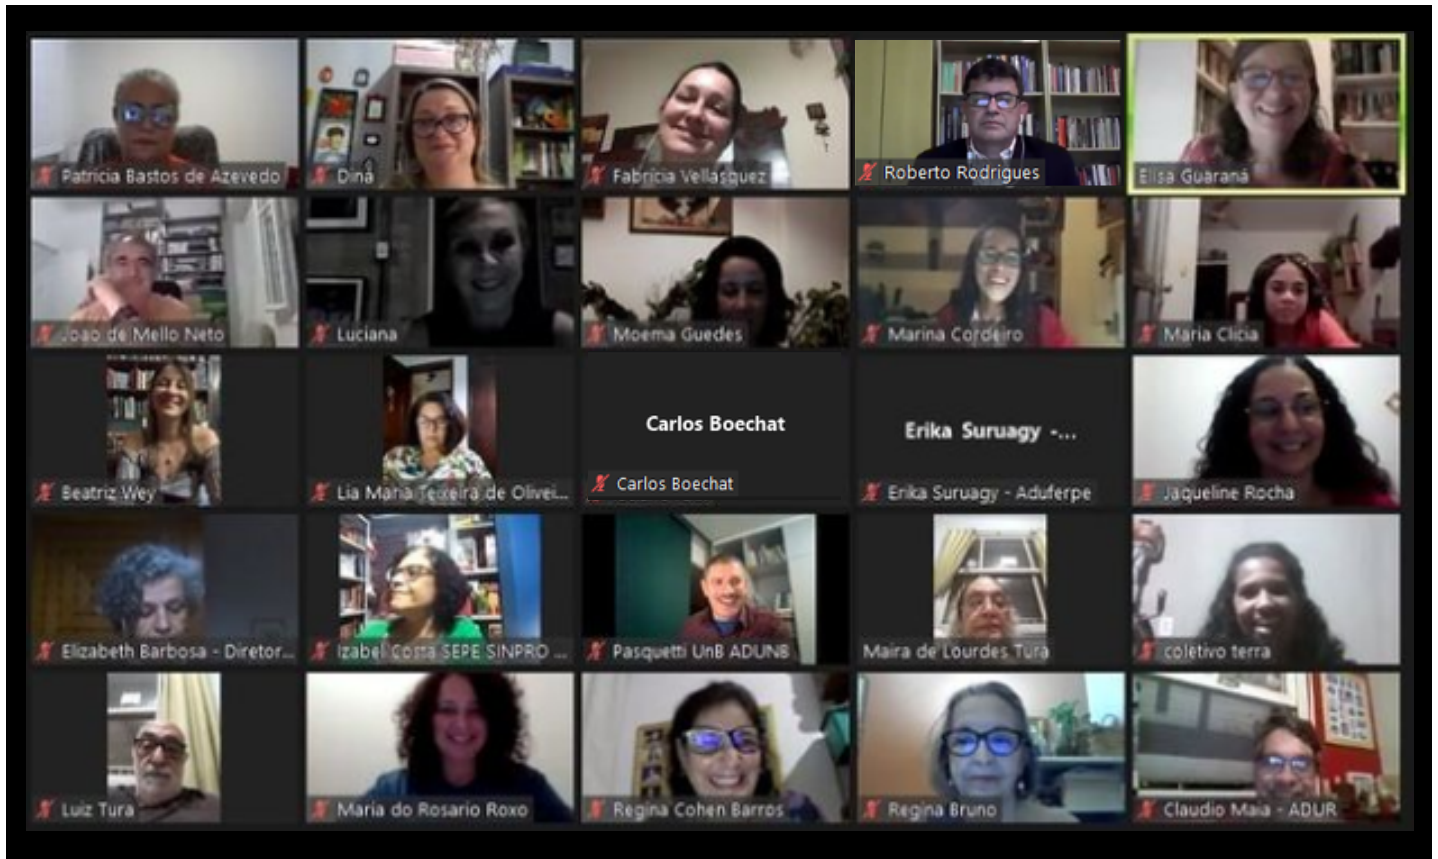 Patricia Bastos de Azevedo
Diná
Fabrícia Vellasquez
Roberto Rodrigues
Elisa Guaraná
Joao de Mello Neto
Luciana
Moema Guedes
Marina Cordeiro
Maria Clicia
Beatriz Wey
Lia Maria Teixeira de Olivei...
Carlos Boechat
Carlos Boechat
Erika Suruagy -...
Erika Suruagy - Aduferpe
Jaqueline Rocha
Elizabeth Barbosa - Diretor...
Izabel Costa SEPE SINPRO ...
Pasquetti UnB ADUNB
Maira de Lourdes Tura
coletivo terra
Luiz Tura
Maria do Rosario Roxo
Regina Cohen Barros
Regina Bruno
Claudio Maia - ADUR